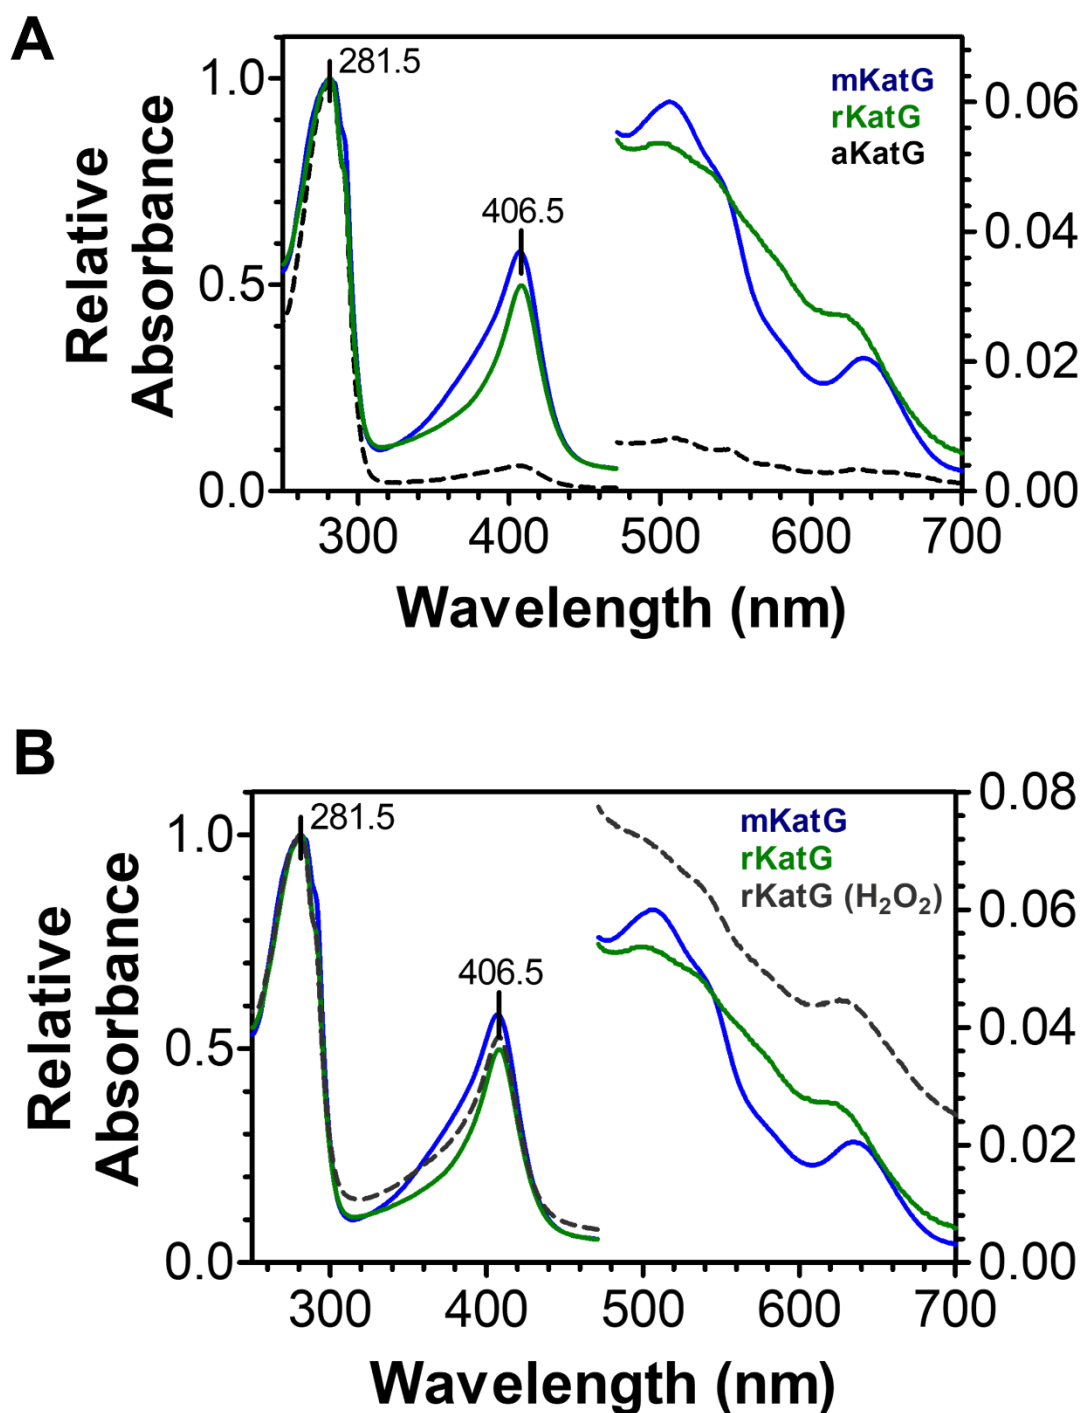 A
281.5
1.0
mKatG
0.06
rKatG
aKatG
Relative
Absorbance
406.5
0.04
0.5
0.02
0.0
0.00
300
400
500
600
700
Wavelength (nm)
B
0.08
281.5
1.0
mKatG
rKatG
rKatG (H₂O₂)
0.06
Relative
Absorbance
406.5
0.5
0.04
0.02
0.0
0.00
300
400
500
600
700
Wavelength (nm)